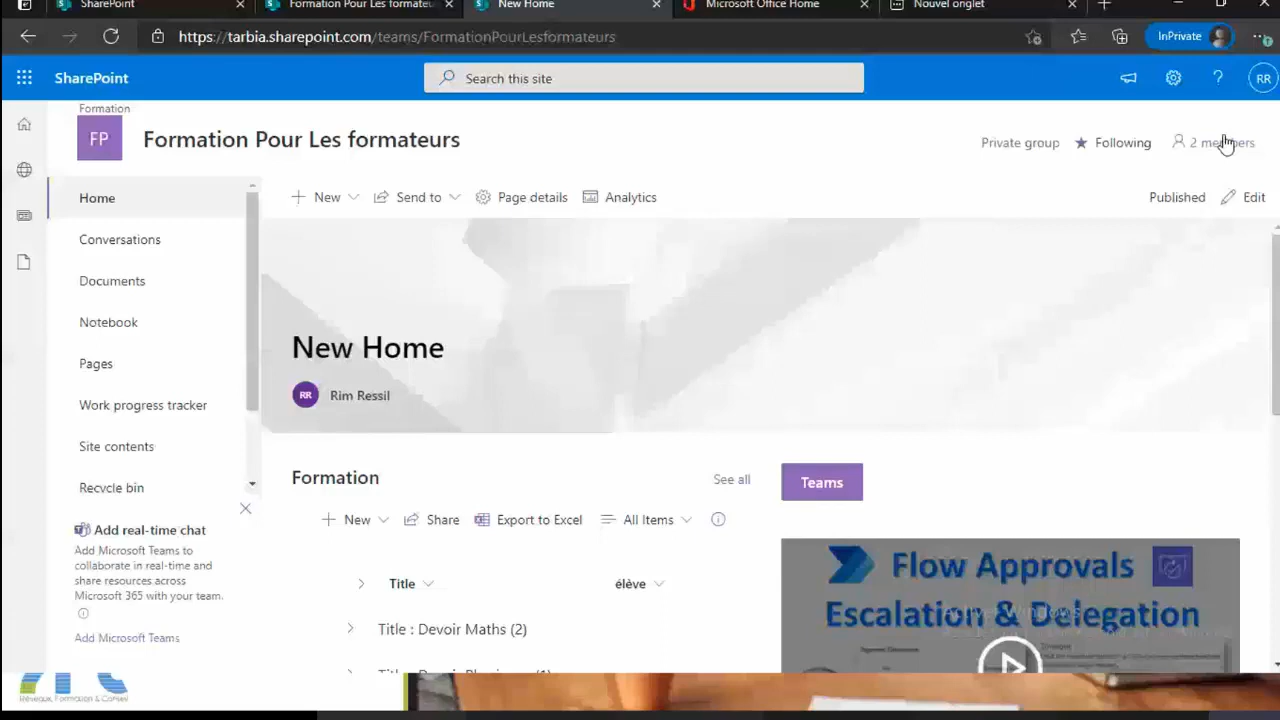 SharePoint
Formation Pour Les formateu
New Home
Microsoft Office Home
Nouvel onglet
https://tarbia.sharepoint.com/teams/FormationPourLesformateurs
InPrivate
SharePoint
Search this site
?
RR
Formation
FP
Formation Pour Les formateurs
Private group
Following
2 members
Home
New
Send to
Page details
Analytics
Published
Edit
Conversations
Documents
Notebook
Pages
Work progress tracker
Site contents
Recycle bin
New Home
RR Rim Ressil
Add real-time chat
Add Microsoft Teams to
collaborate in real-time and
share resources across
Microsoft 365 with your team.
Add Microsoft Teams
Formation
See all
New
Share
Export to Excel
All Items
Title
élève
Title : Devoir Maths (2)
Teams
Flow Approvals
Escalation & Delegation
Activer Windows
Réseaux, Formation & Conseil